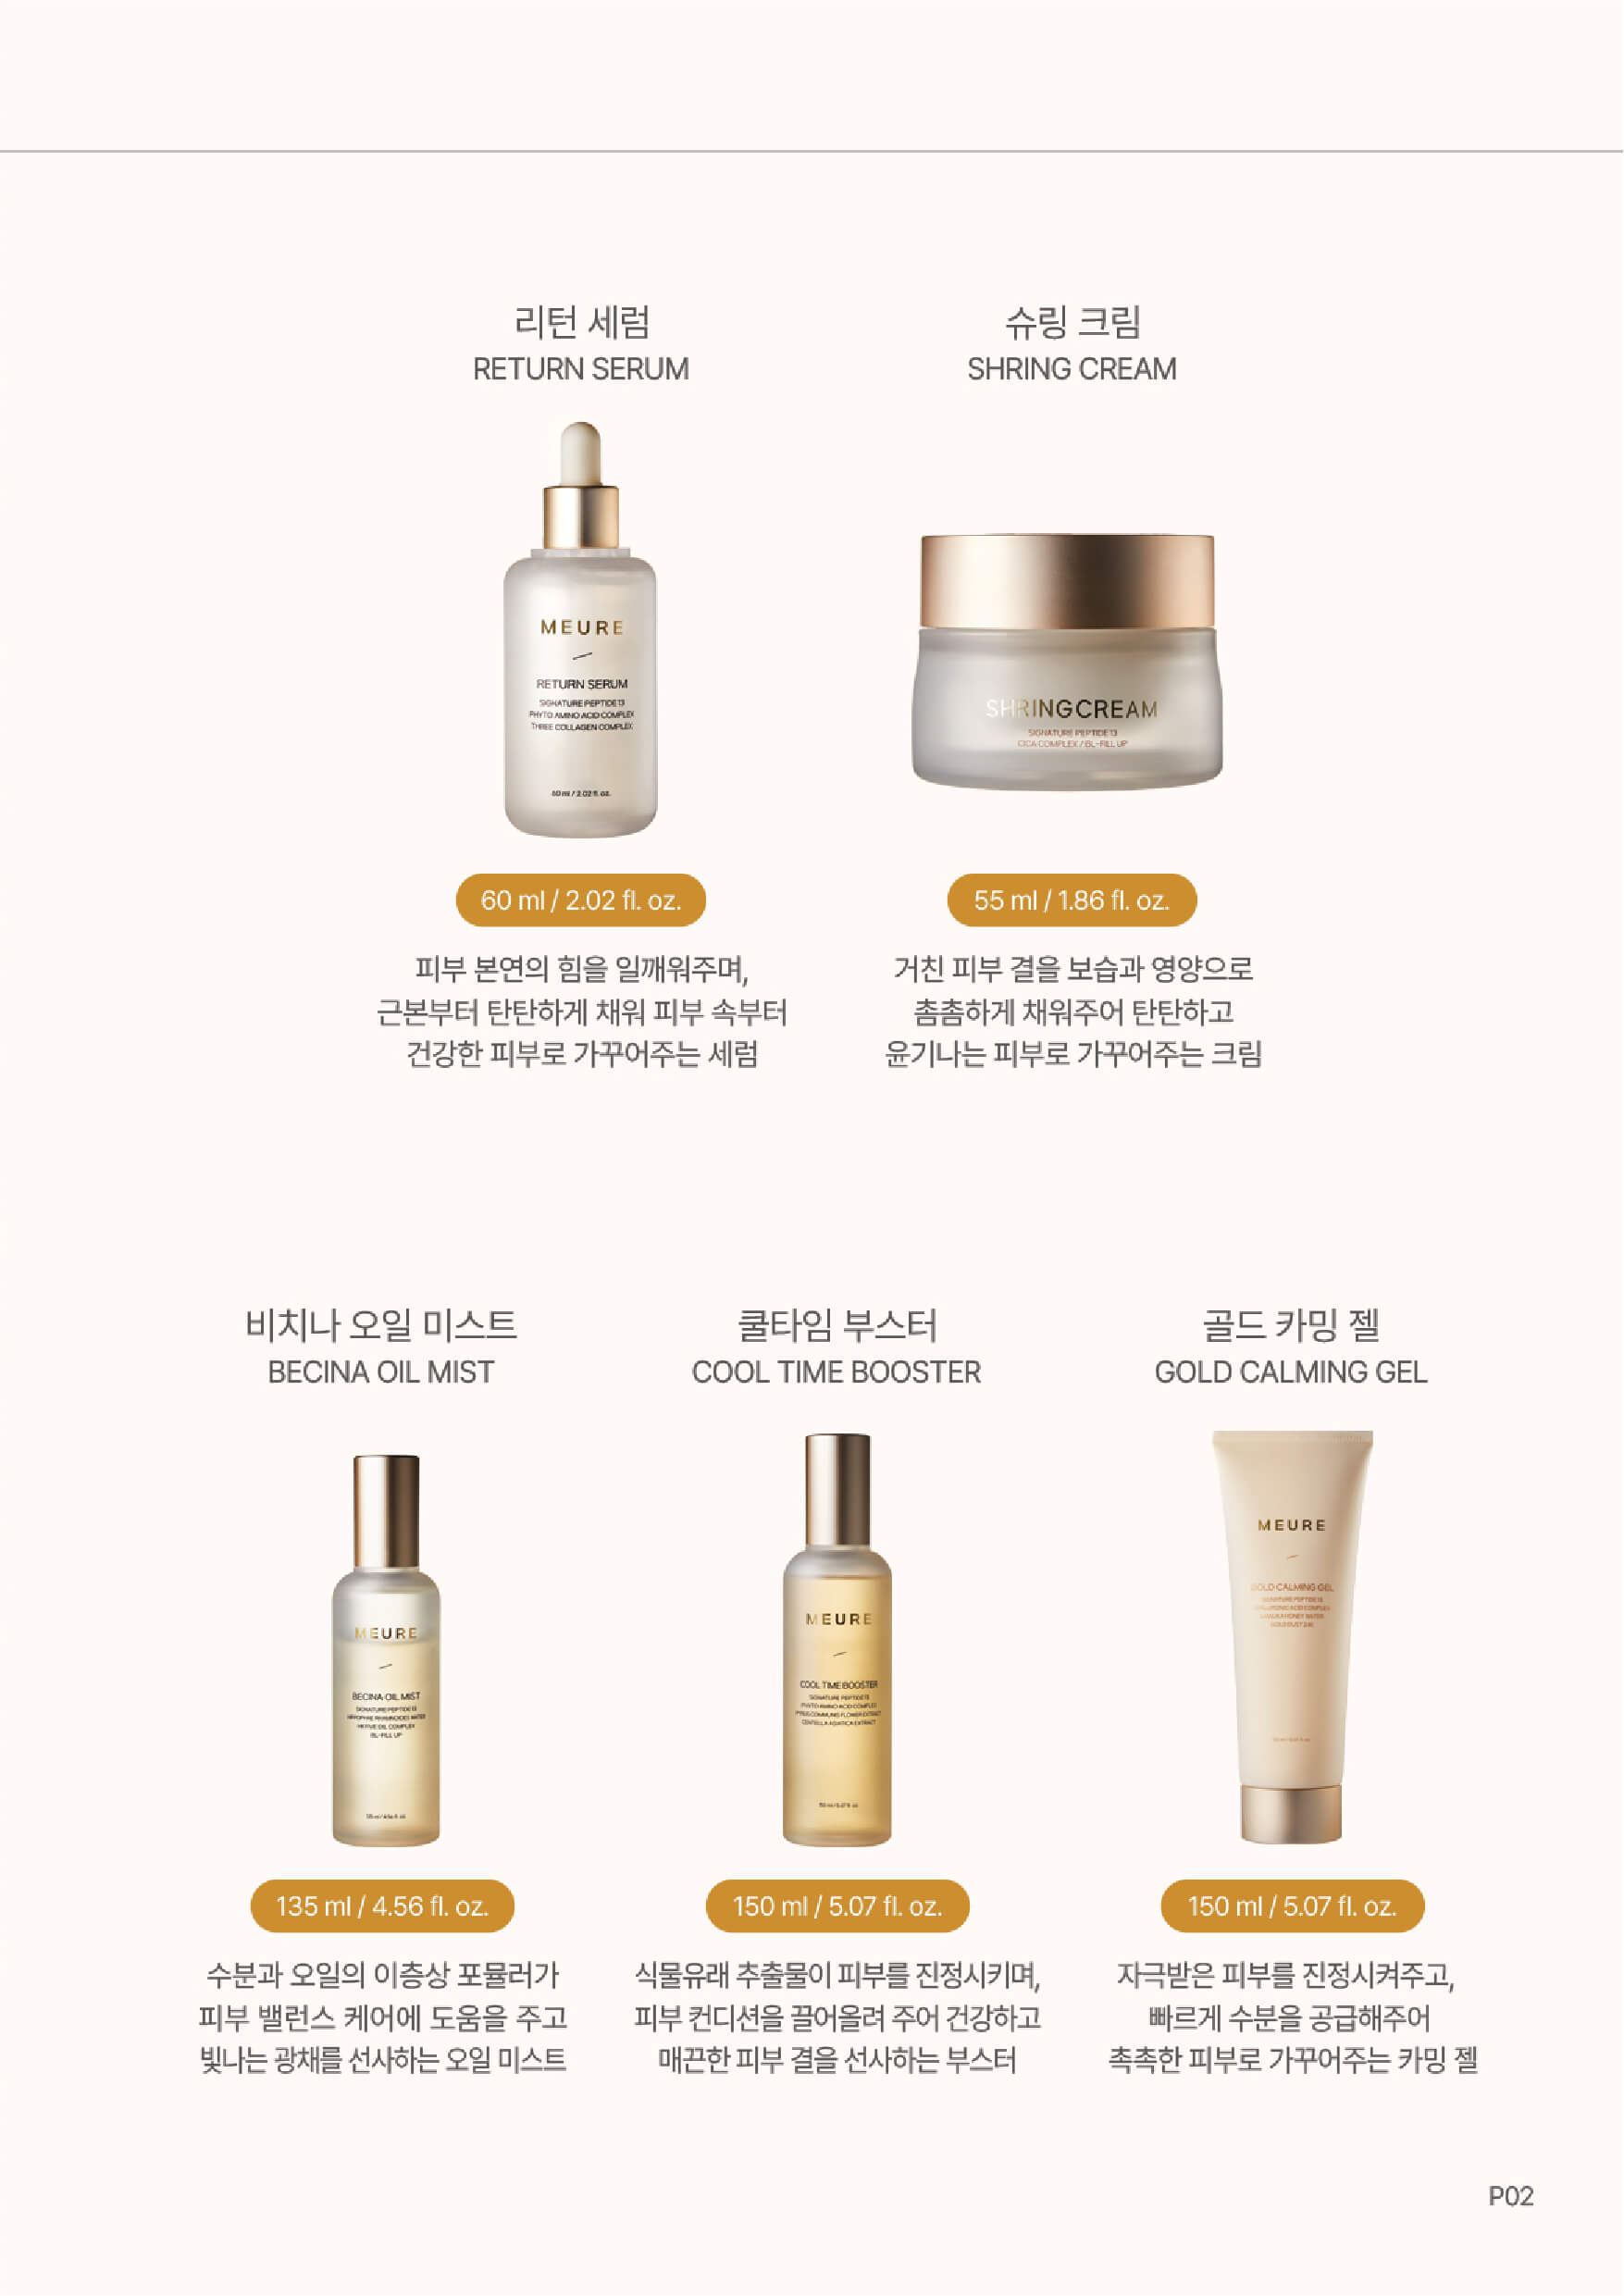 리턴 세럼
RETURN SERUM
슈링 크림
SHRING CREAM
MEURE
RETURN SERUM
SIGNATURE PEPTIDE 13
PHYTO AMINO ACID COMPLEX
THREE COLLAGEN COMPLEX
60 ml / 2.02 fl. oz.
SHRINGCREAM
SIGNATURE PEPTIDE 13
CICA COMPLEX / BL-FILL UP
60 ml / 2.02 fl. oz.
55 ml / 1.86 fl. oz.
피부 본연의 힘을 일깨워주며,
근본부터 탄탄하게 채워 피부 속부터
건강한 피부로 가꾸어주는 세럼
거친 피부 결을 보습과 영양으로
촘촘하게 채워주어 탄탄하고
윤기나는 피부로 가꾸어주는 크림
비치나 오일 미스트
BECINA OIL MIST
쿨타임 부스터
COOL TIME BOOSTER
골드 카밍 젤
GOLD CALMING GEL
MEURE
BECINA OIL MIST
SIGNATURE PEPTIDE 13
BL-FILL UP
MEURE
COOL TIME BOOSTER
SIGNATURE PEPTIDE 13
PHYTO AMINO ACID COMPLEX
CENTELLA ASIATICA EXTRACT
MEURE
GOLD CALMING GEL
SIGNATURE PEPTIDE 13
135 ml / 4.56 fl. oz.
150 ml / 5.07 fl. oz.
150 ml / 5.07 fl. oz.
수분과 오일의 이층상 포뮬러가
피부 밸런스 케어에 도움을 주고
빛나는 광채를 선사하는 오일 미스트
식물유래 추출물이 피부를 진정시키며,
피부 컨디션을 끌어올려 주어 건강하고
매끈한 피부 결을 선사하는 부스터
자극받은 피부를 진정시켜주고,
빠르게 수분을 공급해주어
촉촉한 피부로 가꾸어주는 카밍 젤
P02